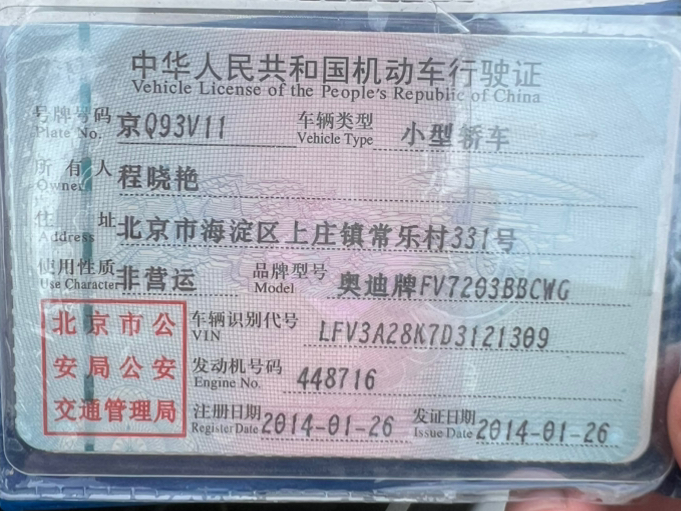 中华人民共和国机动车行驶证
Vehicle License of the People's Republic of China
号牌号码 京Q93V11 车辆类型 小型轿车
Plate No. Vehicle Type
所有人 程晓艳
Owner
住址 北京市海淀区上庄镇常乐村331号
Address
使用性质 非营运 品牌型号 奥迪牌FV7203BBCWG
Use Character Model
北京市公 车辆识别代号 LFV3A28K7D3121309
VIN
安局公安 发动机号码 448716
Engine No.
交通管理局 注册日期 2014-01-26 发证日期 2014-01-26
Register Date Issue Date